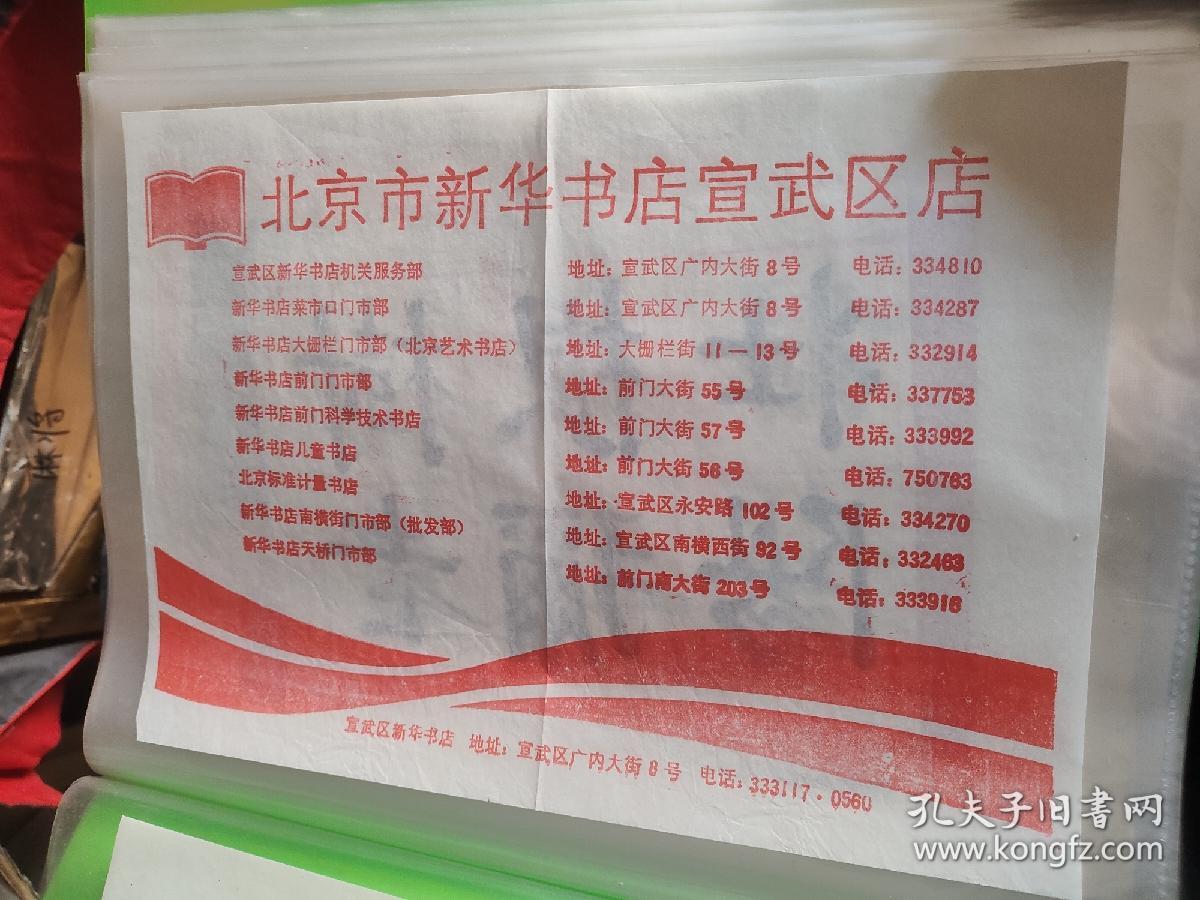 北京市新华书店宣武区店
宣武区新华书店机关服务部 地址：宣武区广内大街8号 电话：334810
新华书店菜市口门市部 地址：宣武区广内大街8号 电话：334287
新华书店大栅栏门市部（北京艺术书店） 地址：大栅栏街11—13号 电话：332914
新华书店前门门市部 地址：前门大街55号 电话：337753
新华书店前门科学技术书店 地址：前门大街57号 电话：333992
新华书店儿童书店 地址：前门大街56号 电话：750763
北京标准计量书店 地址：宣武区永安路102号 电话：334270
新华书店南横街门市部（批发部） 地址：宣武区南横西街92号 电话：332463
新华书店天桥门市部 地址：前门南大街203号 电话：333916
宣武区新华书店 地址：宣武区广内大街8号 电话：333117·0560
孔夫子旧書网
www.kongfz.com